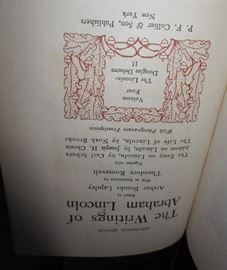 CENTENNIAL EDITION
The Writings of
Abraham Lincoln
Edited by
Arthur Brooks Lapsley
With an Introduction by
Theodore Roosevelt
Together with
The Essay on Lincoln, by Carl Schurz
Address on Lincoln, by Joseph H. Choate
The Life of Lincoln, by Noah Brooks
With Photogravure Frontispieces
Volume
Four
The Lincoln-
Douglas Debates
II
P. F. Collier & Son, Publishers
New York